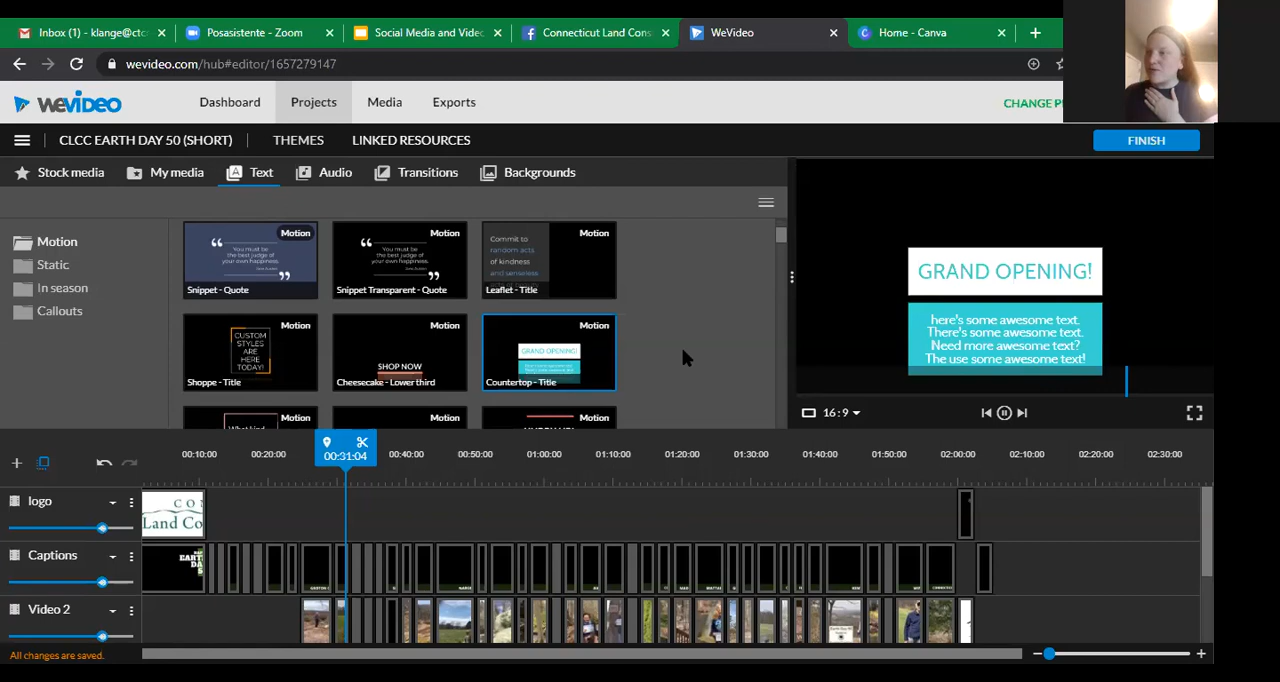 Inbox (1) - klange@ctc
Posasistente - Zoom
Social Media and Vide
Connecticut Land Cons
WeVideo
Home - Canva
wevideo.com/hub#editor/1657279147
WEVIDEO
Dashboard
Projects
Media
Exports
CHANGE
CLCC EARTH DAY 50 (SHORT)
THEMES
LINKED RESOURCES
FINISH
Stock media
My media
Text
Audio
Transitions
Backgrounds
Motion
Static
In season
Callouts
Motion
You must be
the best judge of
your own happiness.
Snippet - Quote
Motion
You must be
the best judge of
your own happiness.
Snippet Transparent - Quote
Motion
Commit to
random acts
of kindness
and senseless
Leaflet - Title
Motion
CUSTOM
STYLES
ARE
HERE
TODAY!
Shoppe - Title
Motion
SHOP NOW
Cheesecake - Lower third
Motion
GRAND OPENING!
Countertop - Title
Motion
Motion
Motion
GRAND OPENING!
here's some awesome text.
There's some awesome text.
Need more awesome text?
The use some awesome text!
16:9
00:31:04
00:10:00
00:20:00
00:40:00
00:50:00
01:00:00
01:10:00
01:20:00
01:30:00
01:40:00
01:50:00
02:00:00
02:10:00
02:20:00
02:30:00
logo
CO
Land Co
Captions
Video 2
All changes are saved.